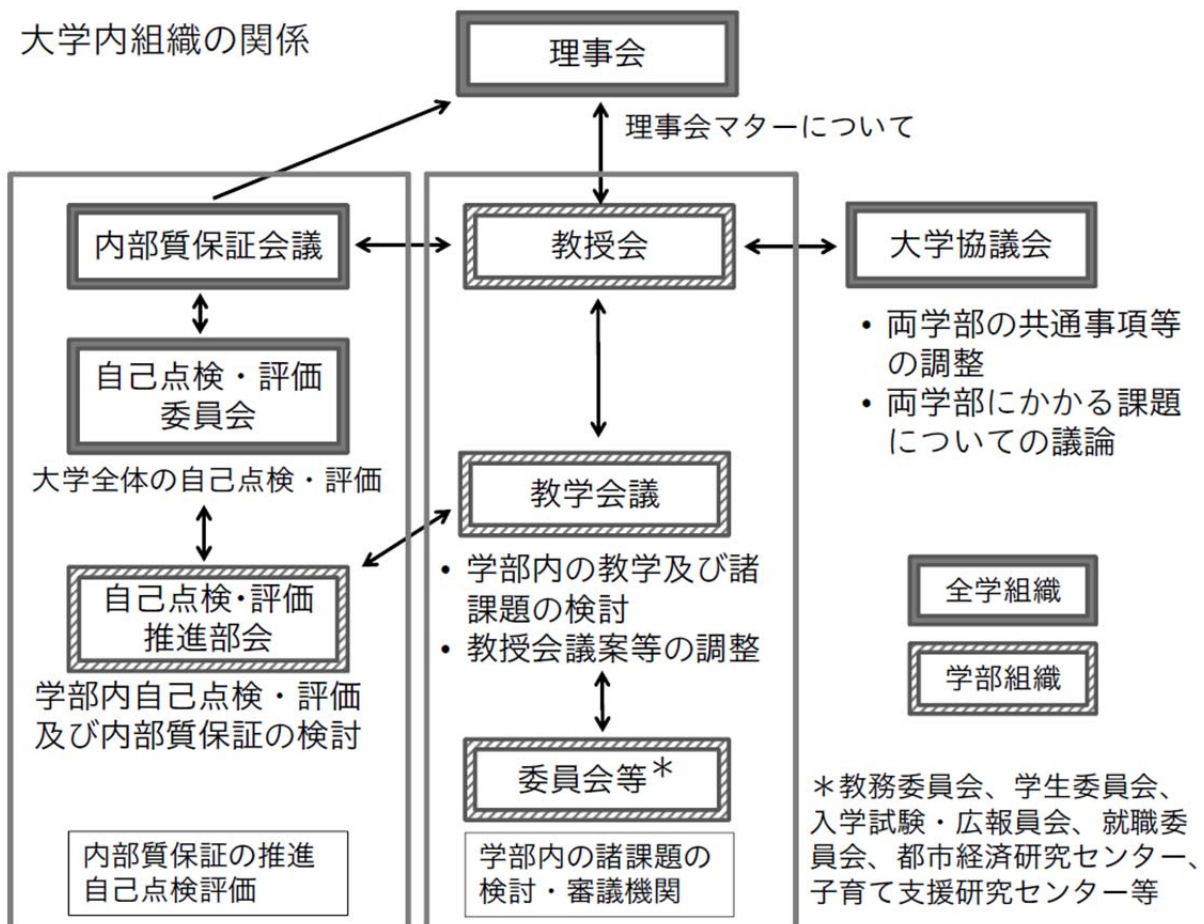 大学内組織の関係
理事会
理事会マターについて
内部質保証会議
教授会
大学協議会
• 両学部の共通事項等
の調整
• 両学部にかかる課題
についての議論
自己点検・評価
委員会
大学全体の自己点検・評価
教学会議
• 学部内の教学及び諸
課題の検討
• 教授会議案等の調整
自己点検・評価
推進部会
学部内自己点検・評価
及び内部質保証の検討
全学組織
学部組織
委員会等＊
内部質保証の推進
自己点検評価
学部内の諸課題の
検討・審議機関
＊教務委員会、学生委員会、
入学試験・広報員会、就職委
員会、都市経済研究センター、
子育て支援研究センター等